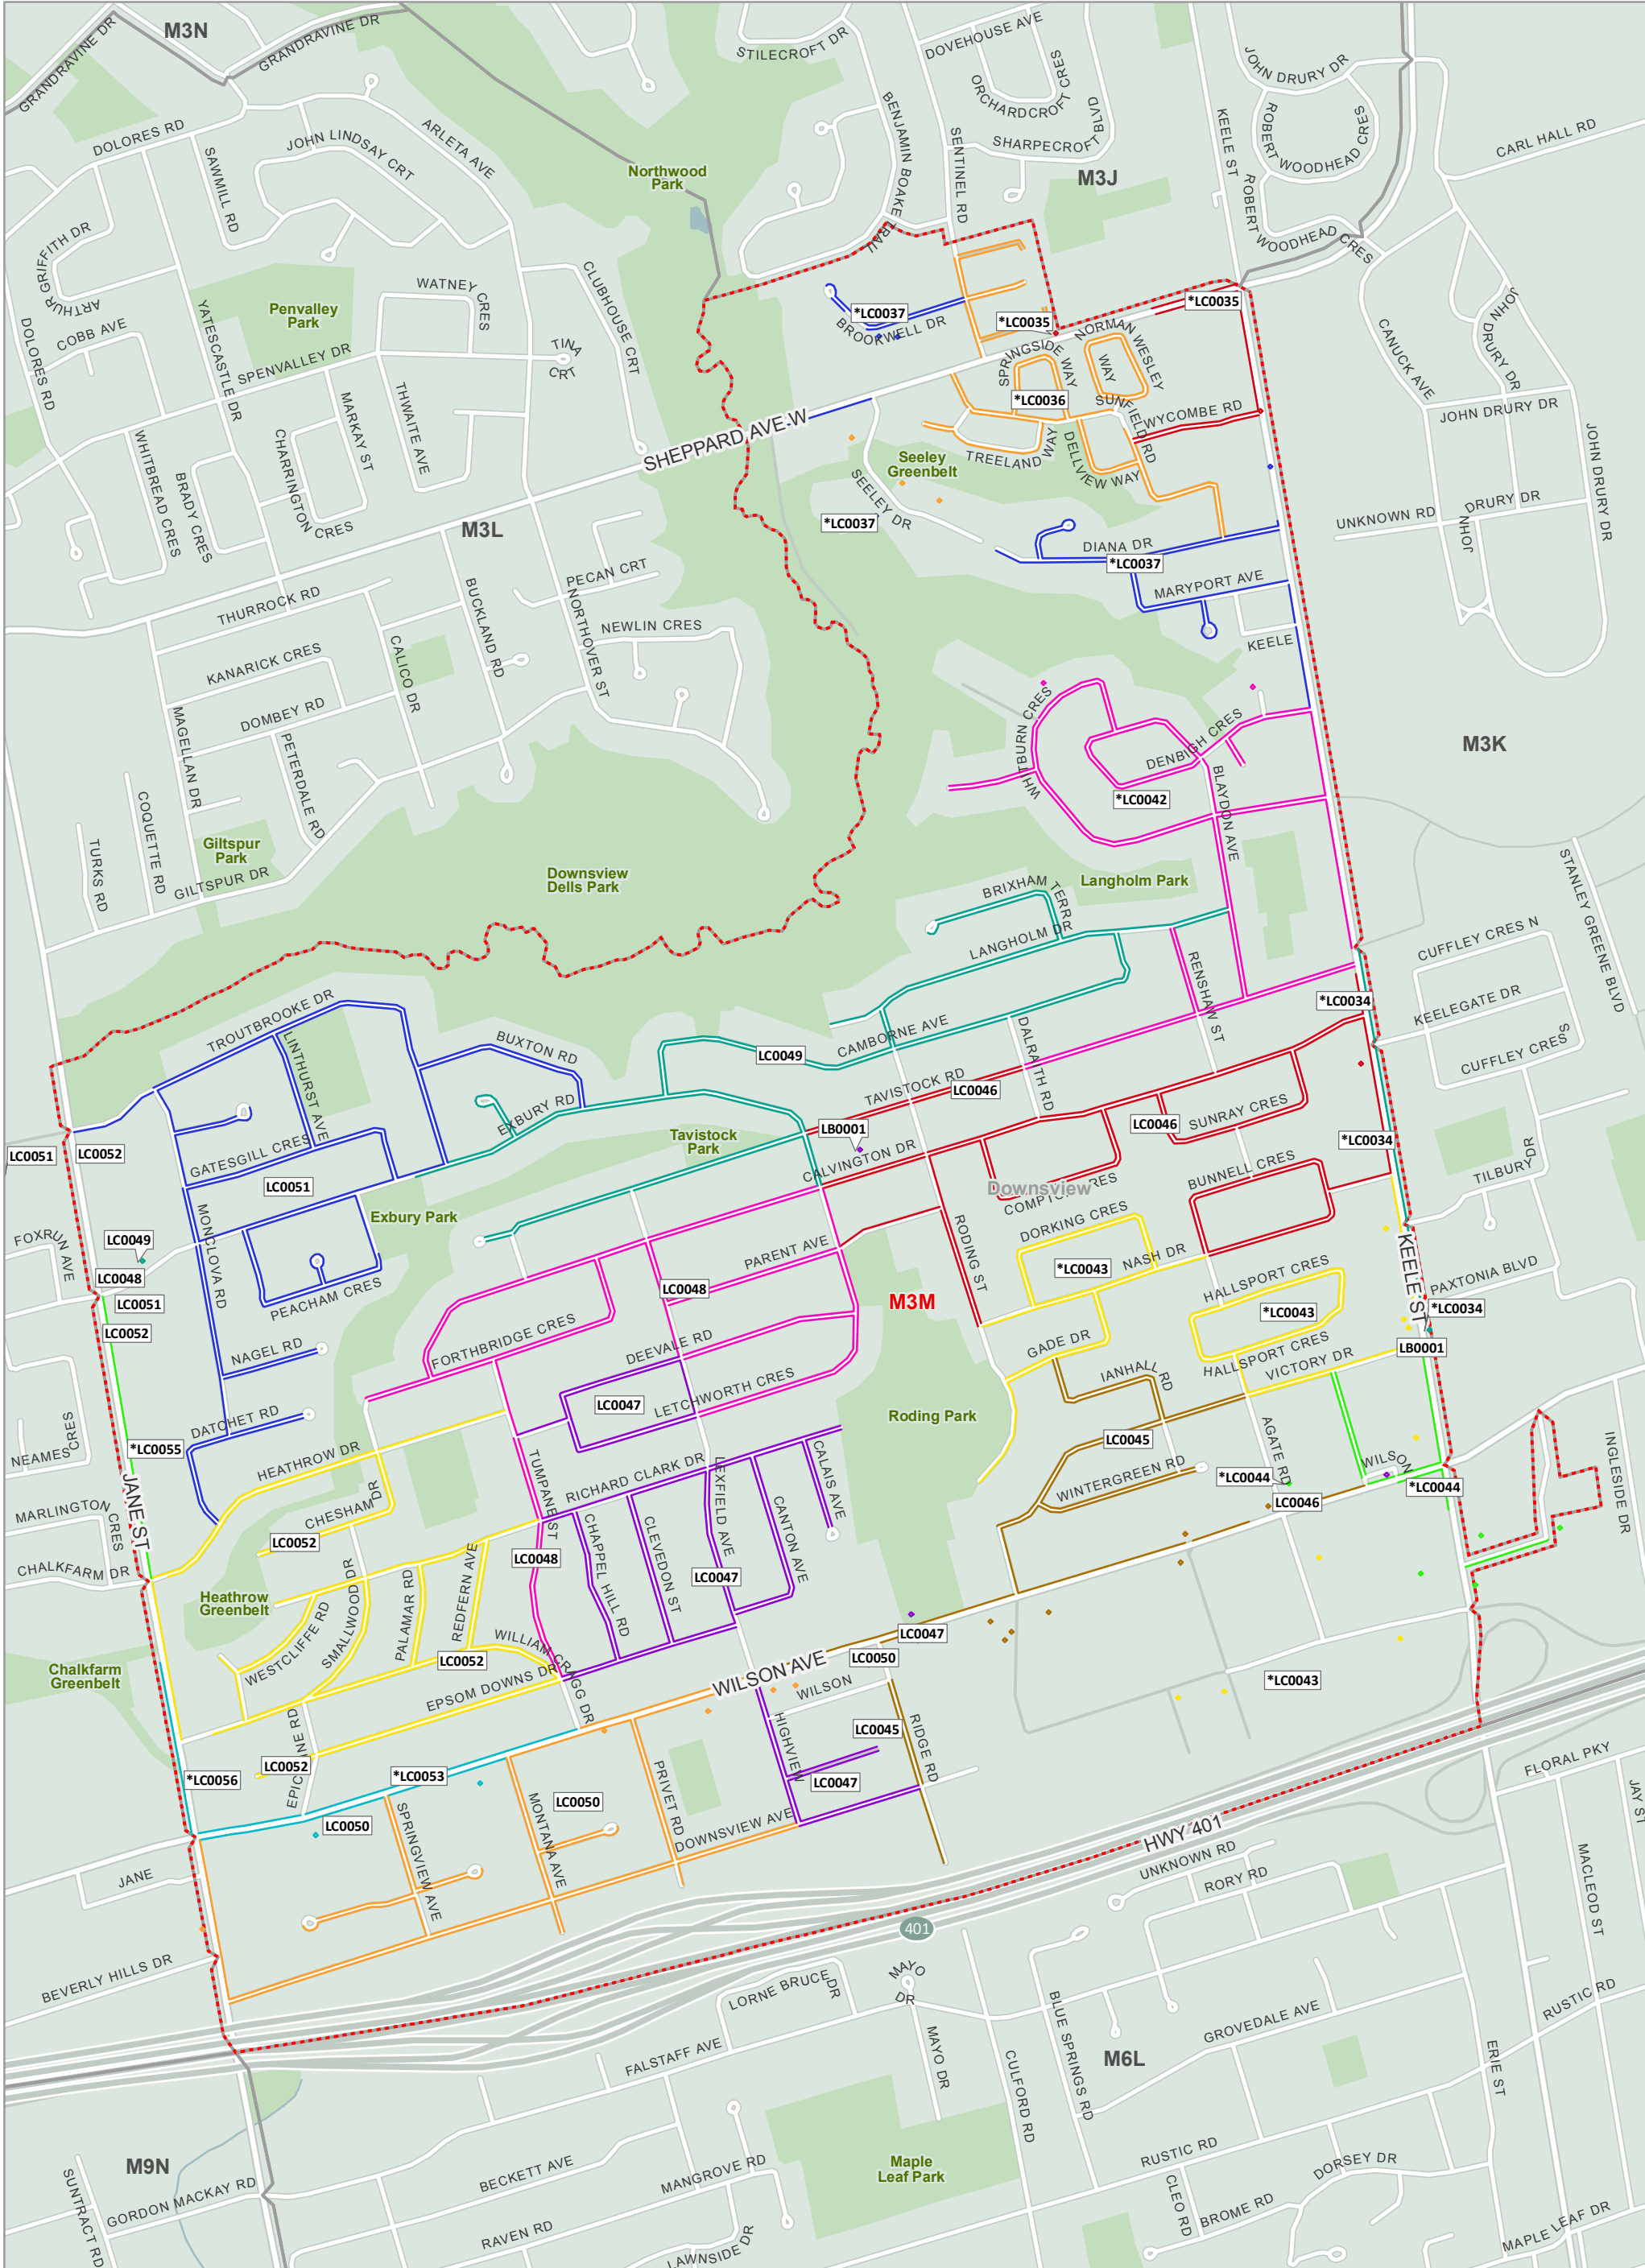 M3N
GRANDRAVINE DR
GRANDRAVINE DR
STILECROFT DR
DOVEHOUSE AVE
JOHN DRURY DR
ORCHARDCROFT CRES
BENJAMIN BOAKE TRAIL
SENTINEL RD
SHARPECROFT BLVD
KEELE ST
ROBERT WOODHEAD CRES
CARL HALL RD
DOLORES RD
SAWMILL RD
JOHN LINDSAY CRT
ARLETA AVE
Northwood
Park
M3J
ROBERT WOODHEAD CRES
ARTHUR GRIFFITH DR
CLUBHOUSE CRT
WATNEY CRES
Penvalley
Park
YATESCASTLE DR
COBB AVE
DOLORES RD
SPENVALLEY DR
TINA CRT
*LC0037
BROOKWELL DR
*LC0035
*LC0035
NORMAN WESLEY WAY
SPRINGSIDE WAY
*LC0036
SUNFIELD RD
WYCOMBE RD
JOHN DRURY DR
CANUCK AVE
JOHN DRURY DR
THWAITE AVE
MARKAY ST
CHARRINGTON CRES
WHITBREAD CRES
BRADY CRES
SHEPPARD AVE W
TREELAND WAY
DELLVIEW WAY
Seeley
Greenbelt
SEELEY DR
*LC0037
JOHN DRURY DR
JOHN DRURY DR
UNKNOWN RD
M3L
DIANA DR
*LC0037
MARYPORT AVE
KEELE
THURROCK RD
PECAN CRT
BUCKLAND RD
NORTHOVER ST
NEWLIN CRES
KANARICK CRES
CALICO DR
DOMBEY RD
MAGELLAN DR
PETERDALE RD
COQUETTE RD
TURKS RD
Giltspur
Park
GILTSPUR DR
WHITBURN CRES
DENBIGH CRES
*LC0042
BLAYDON AVE
M3K
Downsview
Dells Park
Langholm Park
BRIXHAM TERR
LANGHOLM DR
RENSHAW ST
STANLEY GREENE BLVD
CUFFLEY CRES N
KEELEGATE DR
CUFFLEY CRES S
*LC0034
TROUTBROOKE DR
LINTHURST AVE
BUXTON RD
LC0049
CAMBORNE AVE
DALRAITH RD
TAVISTOCK RD
LC0046
EXBURY RD
Tavistock
Park
LB0001
CALVINGTON DR
LC0046
SUNRAY CRES
*LC0034
LC0051
LC0052
GATESGILL CRES
LC0051
MONCLOVA RD
Exbury Park
Downsview
BUNNELL CRES
TILBURY DR
FOXRUN AVE
LC0049
LC0048
LC0051
LC0052
PEACHAM CRES
NAGEL RD
PARENT AVE
LC0048
RODING ST
DORKING CRES
NASH DR
*LC0043
M3M
HALLSPORT CRES
*LC0043
HALLSPORT CRES
KEELE ST
PAXTONIA BLVD
*LC0034
LB0001
VICTORY DR
FORTHBRIDGE CRES
DEEVALE RD
GADE DR
IANHALL RD
LC0047
LETCHWORTH CRES
Roding Park
LC0045
DATCHET RD
*LC0055
HEATHROW DR
NEAMES CRES
JANE ST
MARLINGTON CRES
CHALKFARM DR
CHESHAM DR
LC0052
TUMPANE ST
RICHARD CLARK DR
LEXFIELD AVE
CALAIS AVE
WINTERGREEN RD
AGATE RD
*LC0044
LC0046
WILSON
*LC0044
INGLESIDE DR
CHAPPEL HILL RD
CLEVEDON ST
CANTON AVE
LC0048
LC0047
Heathrow
Greenbelt
WESTCLIFFE RD
SMALLWOOD DR
PALAMAR RD
REDFERN AVE
LC0052
WILLIAM CRAGG DR
EPSOM DOWNS DR
LC0047
LC0050
WILSON AVE
WILSON
*LC0043
Chalkfarm
Greenbelt
LC0052
*LC0056
*LC0053
LC0050
LC0050
HIGHVIEW
LC0045
RIDGE RD
LC0047
SPRINGVIEW AVE
MONTANA AVE
PRIVET RD
DOWNSVIEW AVE
HWY 401
FLORAL PKY
JAY ST
JANE
UNKNOWN RD
RORY RD
MACLEOD ST
401
BEVERLY HILLS DR
LORNE BRUCE DR
MAYO DR
MAYO DR
BLUE SPRINGS RD
GROVEDALE AVE
RUSTIC RD
FALSTAFF AVE
CULFORD RD
M6L
ERIE ST
M9N
SUNTRACT RD
GORDON MACKAY RD
BECKETT AVE
MANGROVE RD
RAVEN RD
LAWNSIDE DR
Maple
Leaf Park
RUSTIC RD
CLEO RD
DORSEY DR
BROME RD
MAPLE LEAF DR